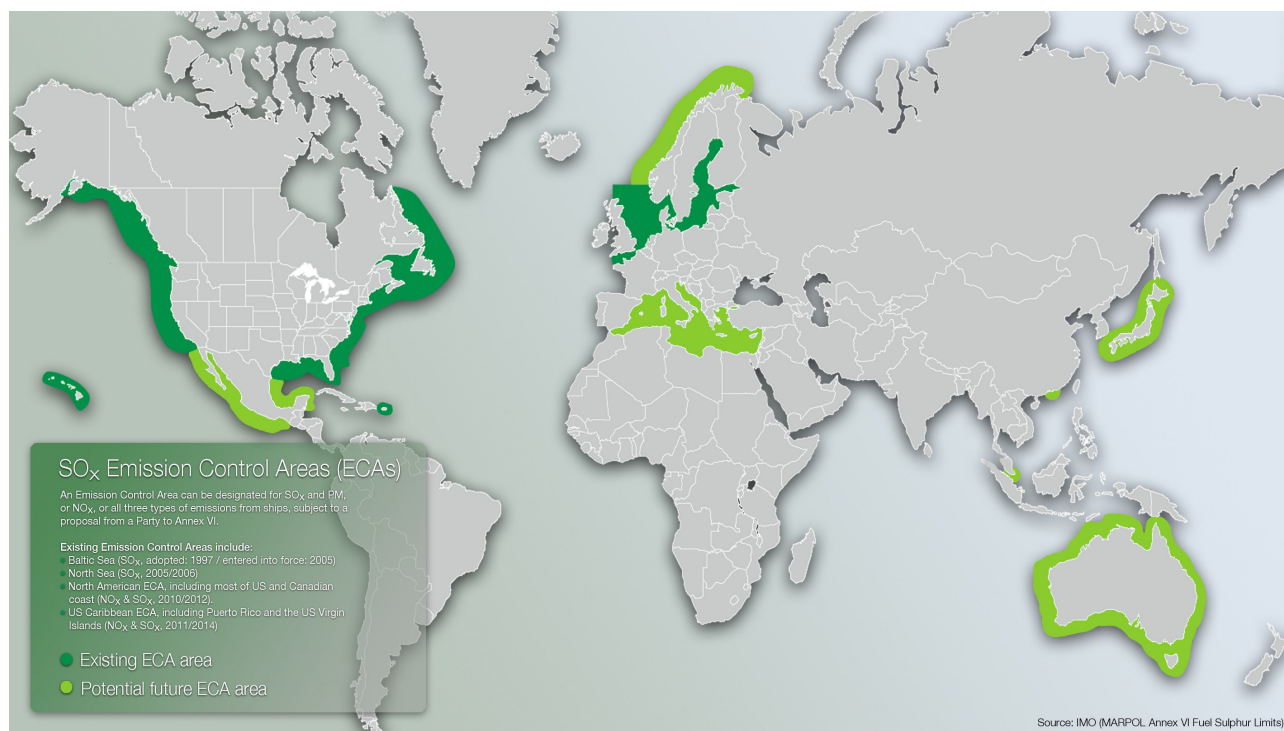 SOX Emission Control Areas (ECAs)
An Emission Control Area can be designated for SOX and PM,
or NOX, or all three types of emissions from ships, subject to a
proposal from a Party to Annex VI.
Existing Emission Control Areas include:
• Baltic Sea (SOX, adopted: 1997 / entered into force: 2005)
• North Sea (SOX, 2005/2006)
• North American ECA, including most of US and Canadian
coast (NOX & SOX, 2010/2012).
• US Caribbean ECA, including Puerto Rico and the US Virgin
Islands (NOX & SOX, 2011/2014)
Existing ECA area
Potential future ECA area
Source: IMO (MARPOL Annex VI Fuel Sulphur Limits)